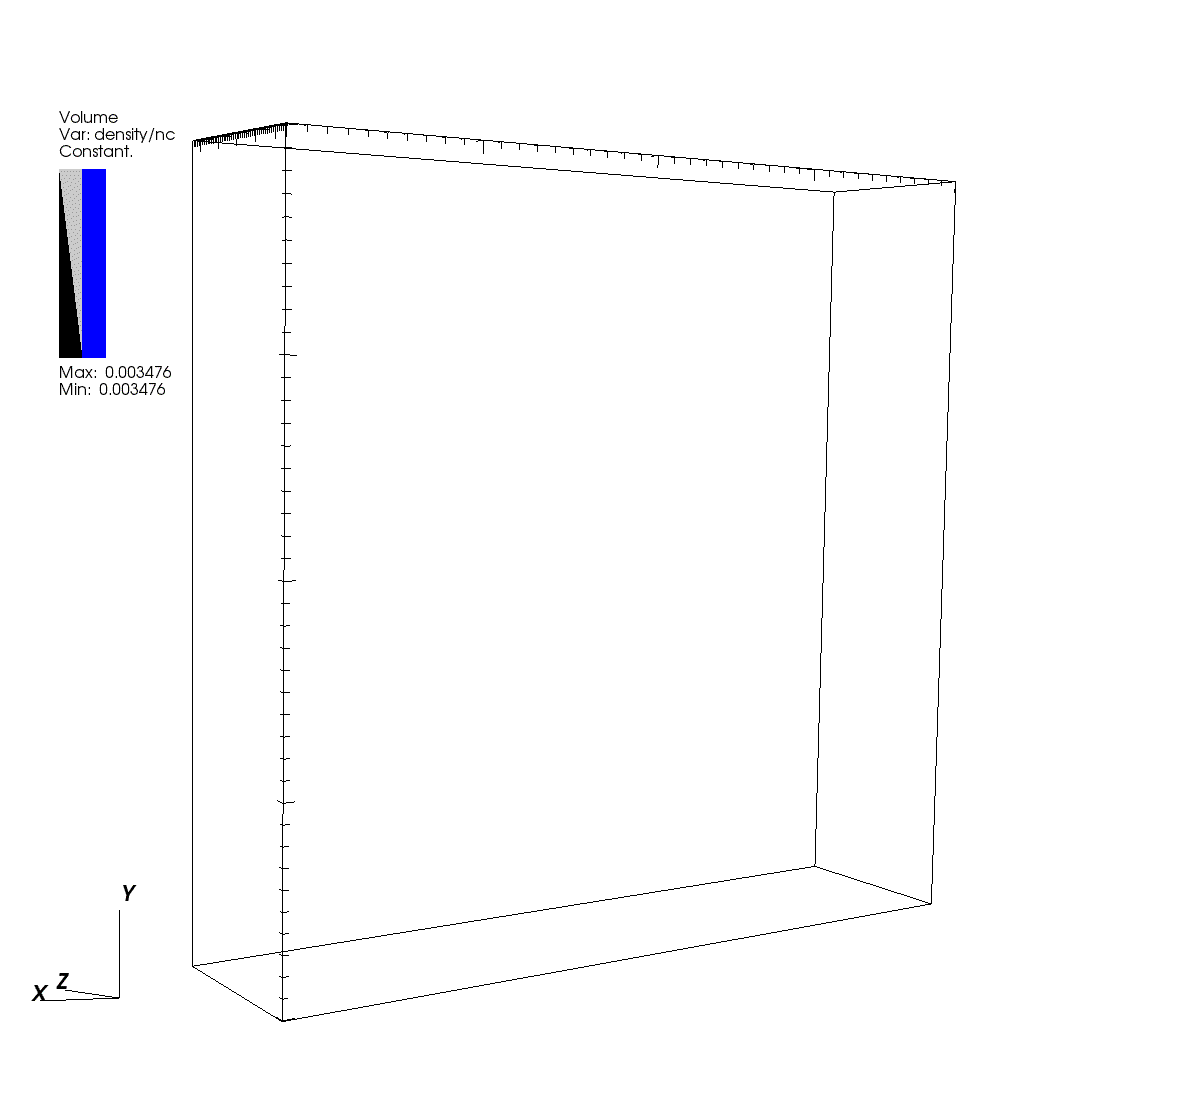 Volume
Var: density/nc
Constant.
Max: 0.003476
Min: 0.003476
Y
Z
X